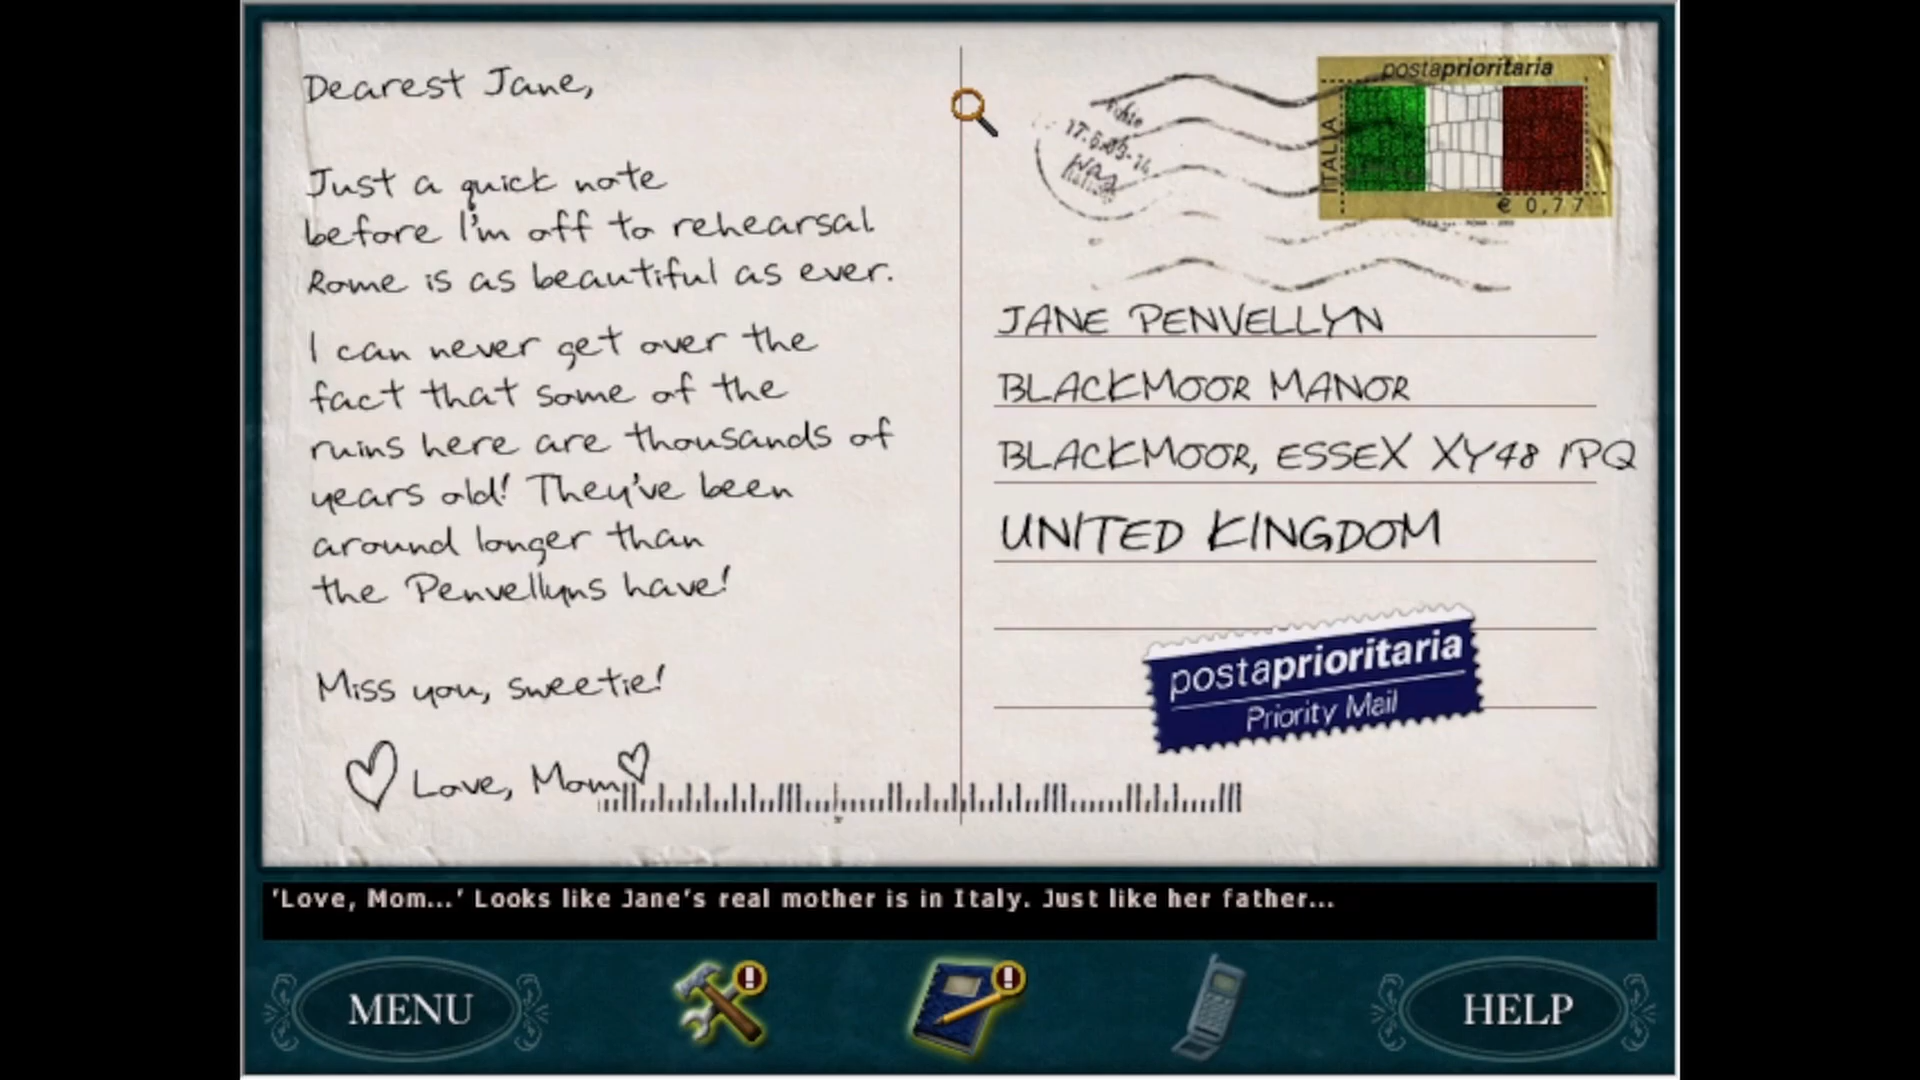 Dearest Jane,
Just a quick note
before I'm off to rehearsal
Rome is as beautiful as ever.
I can never get over the
fact that some of the
ruins here are thousands of
years old! They've been
around longer than
the Penvellyns have!
Miss you, sweetie!
Love, Mom
postaprioritaria
ITALIA
€ 0,77
JANE PENVELLYN
BLACKMOOR MANOR
BLACKMOOR, ESSEX XY48 1PQ
UNITED KINGDOM
postaprioritaria
Priority Mail
'Love, Mom...' Looks like Jane's real mother is in Italy. Just like her father...
MENU
HELP